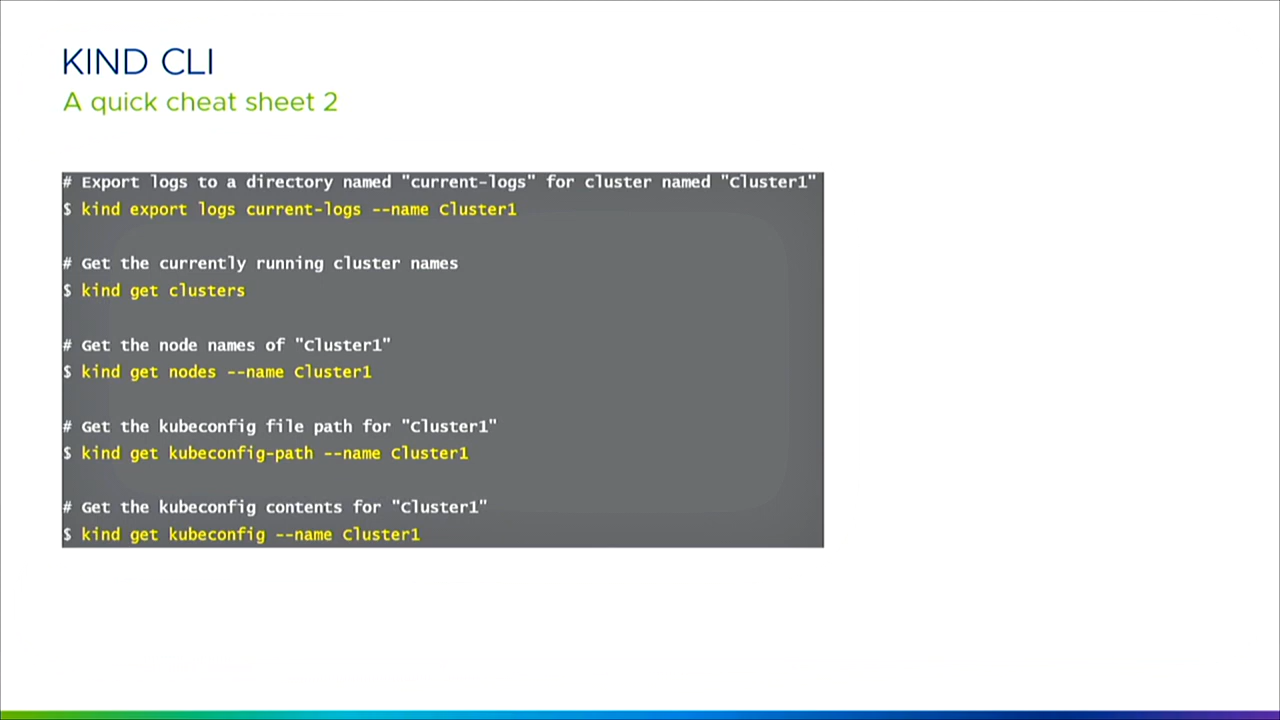 KIND CLI
A quick cheat sheet 2
# Export logs to a directory named "current-logs" for cluster named "Cluster1"
$ kind export logs current-logs --name Cluster1
# Get the currently running cluster names
$ kind get clusters
# Get the node names of "Cluster1"
$ kind get nodes --name Cluster1
# Get the kubeconfig file path for "Cluster1"
$ kind get kubeconfig-path --name Cluster1
# Get the kubeconfig contents for "Cluster1"
$ kind get kubeconfig --name Cluster1